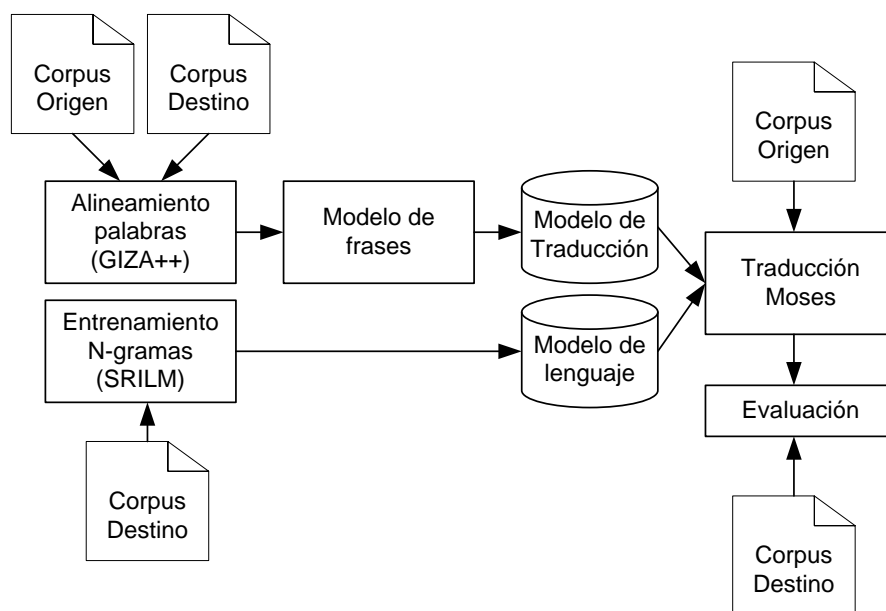 Corpus
Origen
Corpus
Destino
Corpus
Origen
Alineamiento
palabras
(GIZA++)
Modelo de
frases
Modelo de
Traducción
Traducción
Moses
Entrenamiento
N-gramas
(SRILM)
Modelo de
lenguaje
Evaluación
Corpus
Destino
Corpus
Destino